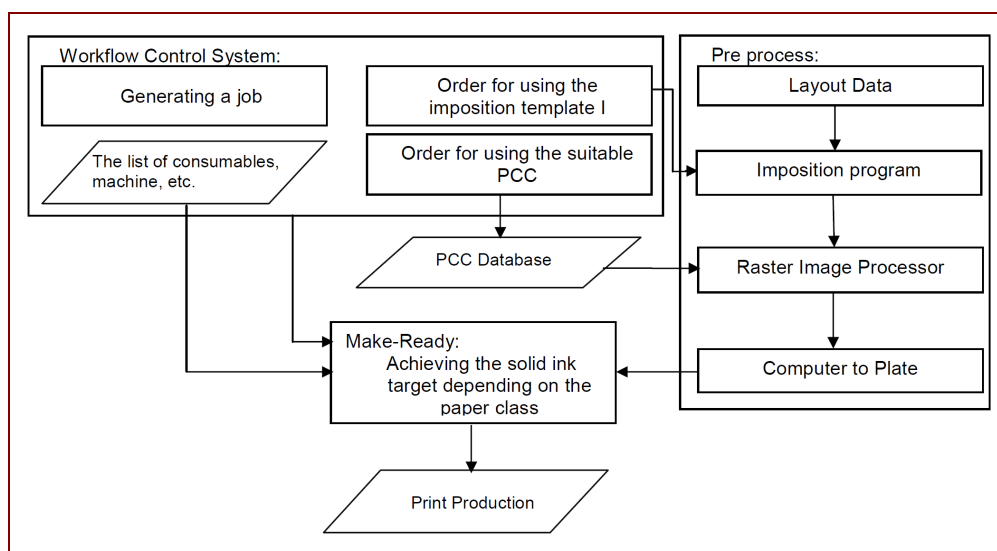 Workflow Control System:
Generating a job
The list of consumables,
machine, etc.
Order for using the
imposition template I
Order for using the suitable
PCC
PCC Database
Pre process:
Layout Data
Imposition program
Raster Image Processor
Computer to Plate
Make-Ready:
Achieving the solid ink
target depending on the
paper class
Print Production